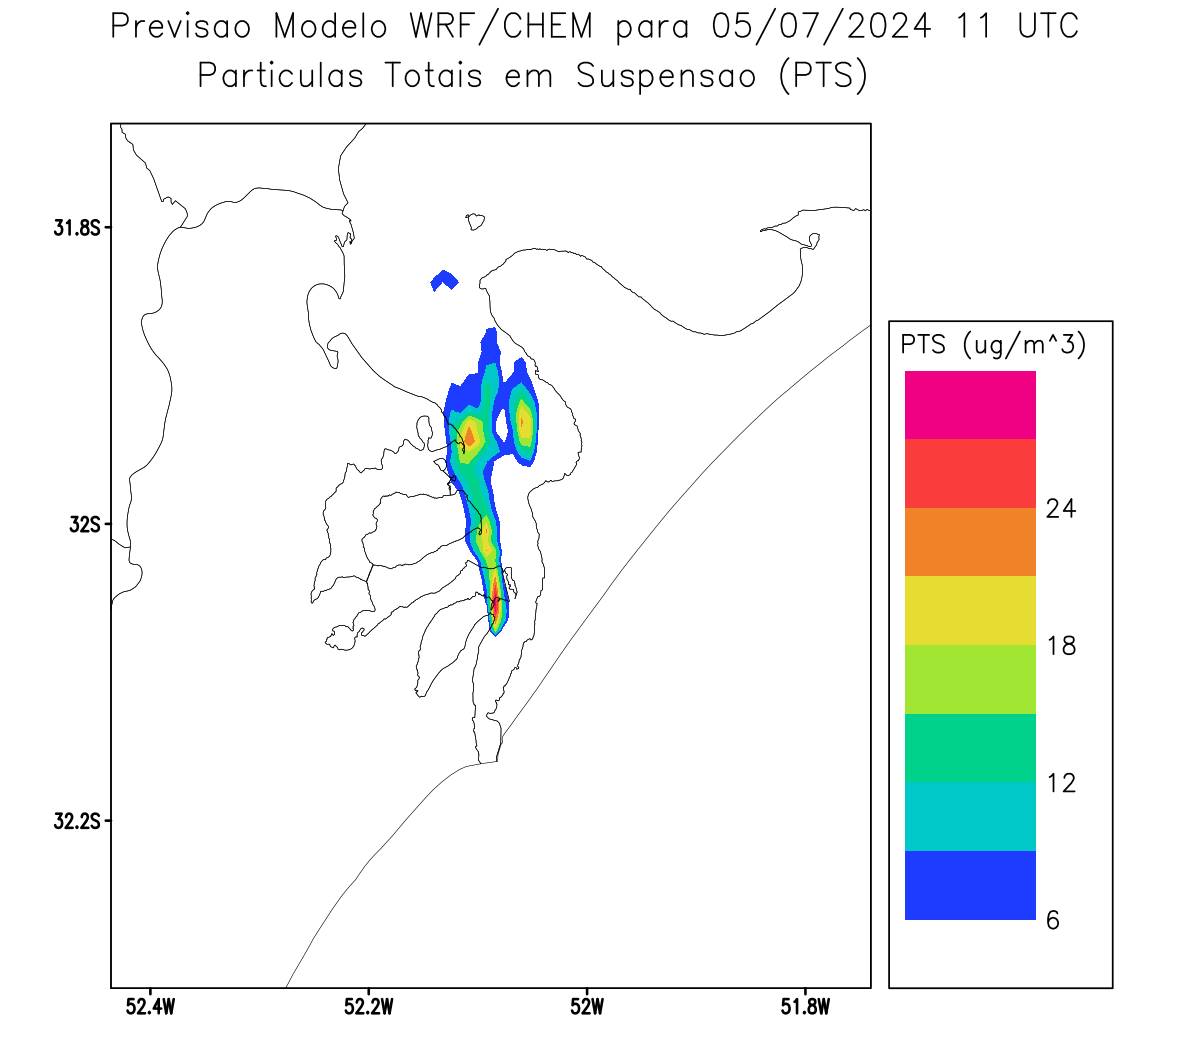 Previsao Modelo WRF/CHEM para 05/07/2024 11 UTC
Particulas Totais em Suspensao (PTS)
31.8S
32S
32.2S
52.4W
52.2W
52W
51.8W
PTS (ug/m^3)
24
18
12
6